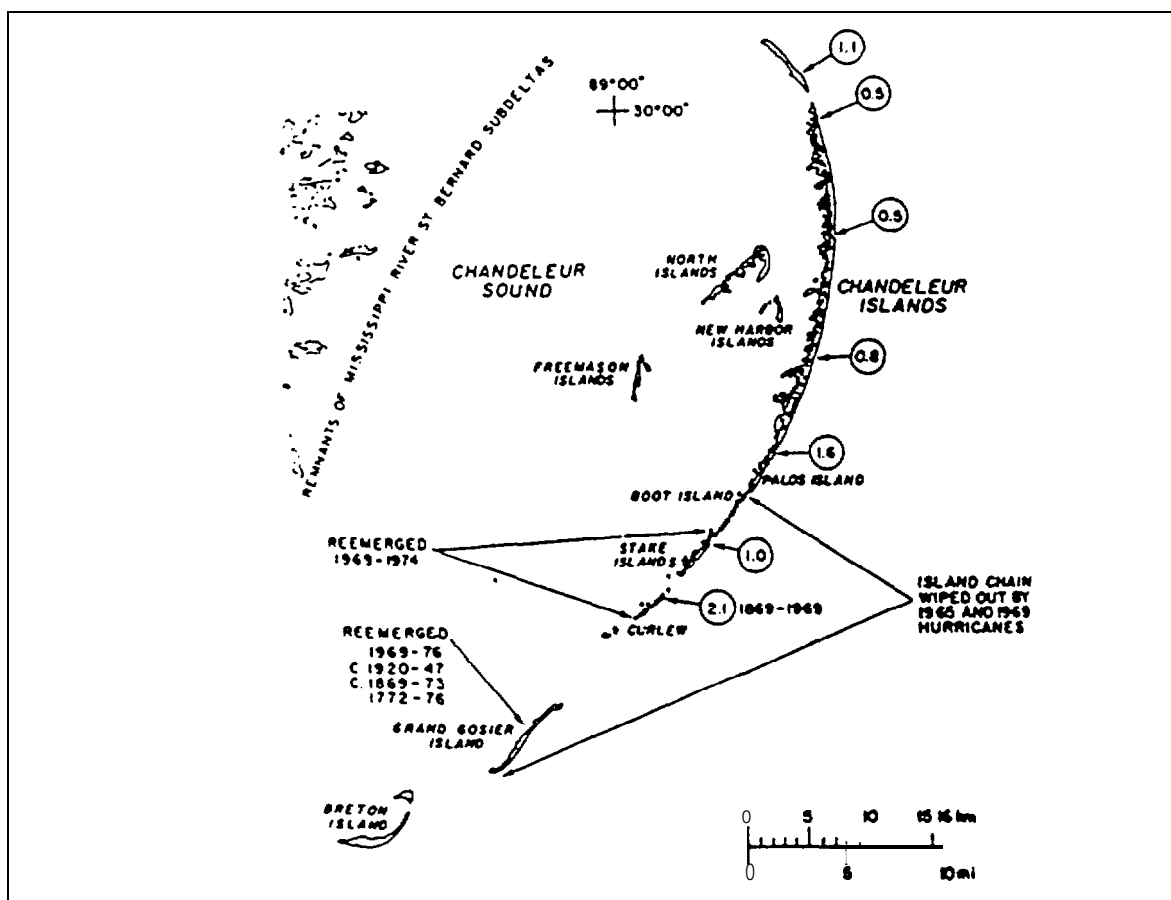 1.1
89°00'
30°00'
0.5
REMNANTS OF MISSISSIPPI RIVER ST BERNARD SUBDELTAS
0.5
NORTH
ISLANDS
CHANDELEUR
SOUND
CHANDELEUR
ISLANDS
NEW HARBOR
ISLANDS
0.8
FREEMASON
ISLANDS
1.6
PALOS ISLAND
BOOT ISLAND
REEMERGED
1969-1974
STAKE
ISLANDS
1.0
ISLAND CHAIN
WIPED OUT BY
1965 AND 1969
HURRICANES
2.1 1869-1969
CURLEW
REEMERGED
1969-76
C. 1920-47
C. 1869-73
1772-76
GRAND GOSIER
ISLAND
BRETON
ISLAND
0 5 10 15 16 km
0 5 10 mi